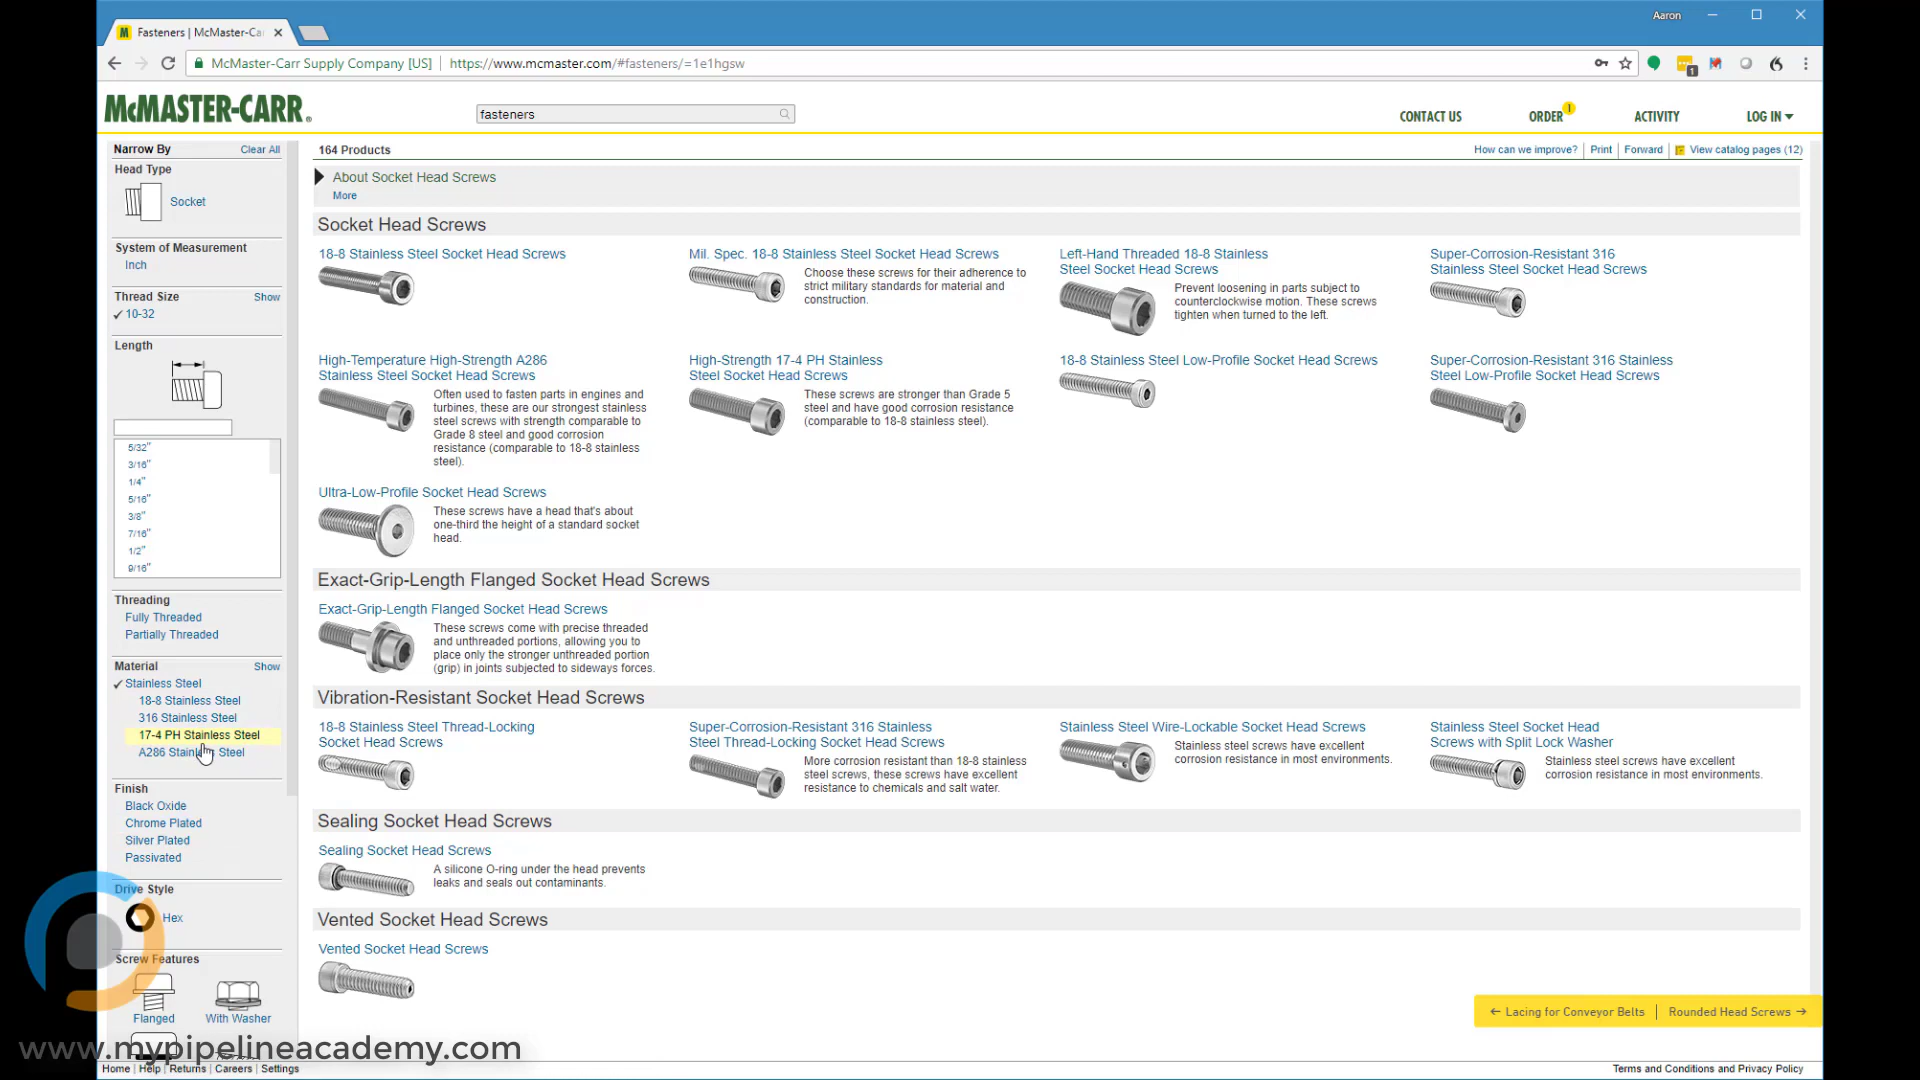 Aaron
Fasteners | McMaster-Ca
McMaster-Carr Supply Company [US]
https://www.mcmaster.com/#fasteners/=1e1hgsw
1
McMASTER-CARR®
fasteners
CONTACT US
ORDER
1
ACTIVITY
LOG IN
Narrow By
Clear All
Head Type
Socket
System of Measurement
Inch
Thread Size
Show
10-32
Length
5/32"
3/16"
1/4"
5/16"
3/8"
7/16"
1/2"
9/16"
Threading
Fully Threaded
Partially Threaded
Material
Show
Stainless Steel
18-8 Stainless Steel
316 Stainless Steel
17-4 PH Stainless Steel
A286 Stainless Steel
Finish
Black Oxide
Chrome Plated
Silver Plated
Passivated
Drive Style
Hex
Screw Features
Flanged
With Washer
164 Products
How can we improve?
Print
Forward
View catalog pages (12)
About Socket Head Screws
More
Socket Head Screws
18-8 Stainless Steel Socket Head Screws
Mil. Spec. 18-8 Stainless Steel Socket Head Screws
Choose these screws for their adherence to
strict military standards for material and
construction.
Left-Hand Threaded 18-8 Stainless
Steel Socket Head Screws
Prevent loosening in parts subject to
counterclockwise motion. These screws
tighten when turned to the left.
Super-Corrosion-Resistant 316
Stainless Steel Socket Head Screws
High-Temperature High-Strength A286
Stainless Steel Socket Head Screws
Often used to fasten parts in engines and
turbines, these are our strongest stainless
steel screws with strength comparable to
Grade 8 steel and good corrosion
resistance (comparable to 18-8 stainless
steel).
High-Strength 17-4 PH Stainless
Steel Socket Head Screws
These screws are stronger than Grade 5
steel and have good corrosion resistance
(comparable to 18-8 stainless steel).
18-8 Stainless Steel Low-Profile Socket Head Screws
Super-Corrosion-Resistant 316 Stainless
Steel Low-Profile Socket Head Screws
Ultra-Low-Profile Socket Head Screws
These screws have a head that's about
one-third the height of a standard socket
head.
Exact-Grip-Length Flanged Socket Head Screws
Exact-Grip-Length Flanged Socket Head Screws
These screws come with precise threaded
and unthreaded portions, allowing you to
place only the stronger unthreaded portion
(grip) in joints subjected to sideways forces.
Vibration-Resistant Socket Head Screws
18-8 Stainless Steel Thread-Locking
Socket Head Screws
Super-Corrosion-Resistant 316 Stainless
Steel Thread-Locking Socket Head Screws
More corrosion resistant than 18-8 stainless
steel screws, these screws have excellent
resistance to chemicals and salt water.
Stainless Steel Wire-Lockable Socket Head Screws
Stainless steel screws have excellent
corrosion resistance in most environments.
Stainless Steel Socket Head
Screws with Split Lock Washer
Stainless steel screws have excellent
corrosion resistance in most environments.
Sealing Socket Head Screws
Sealing Socket Head Screws
A silicone O-ring under the head prevents
leaks and seals out contaminants.
Vented Socket Head Screws
Vented Socket Head Screws
Lacing for Conveyor Belts
Rounded Head Screws
www.mypipelineacademy.com
Home
Help
Returns
Careers
Settings
Terms and Conditions and Privacy Policy